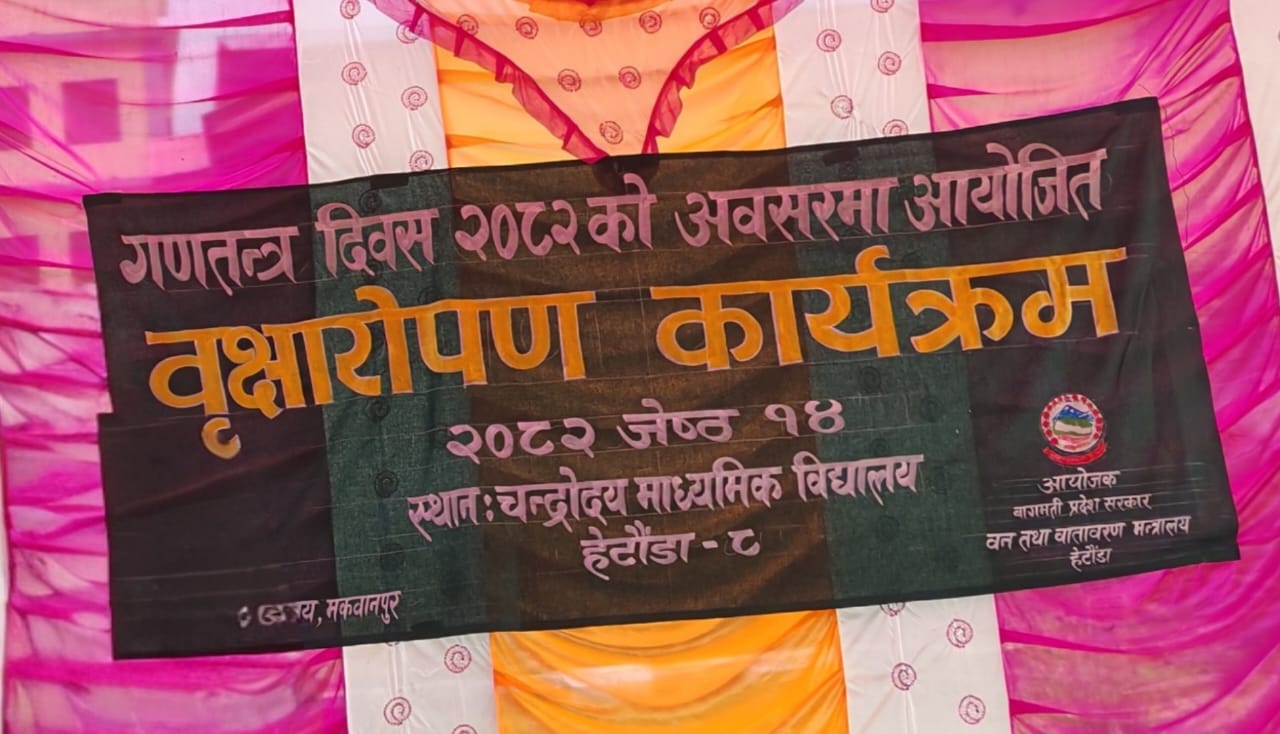 गणतन्त्र दिवस २०८२ को अवसरमा आयोजित
वृक्षारोपण कार्यक्रम
२०८२ जेष्ठ १४
स्थान : चन्द्रोदय माध्यमिक विद्यालय
हेटौंडा - ८
आयोजक
बागमती प्रदेश सरकार
वन तथा वातावरण मन्त्रालय
हेटौंडा
मकवानपुर